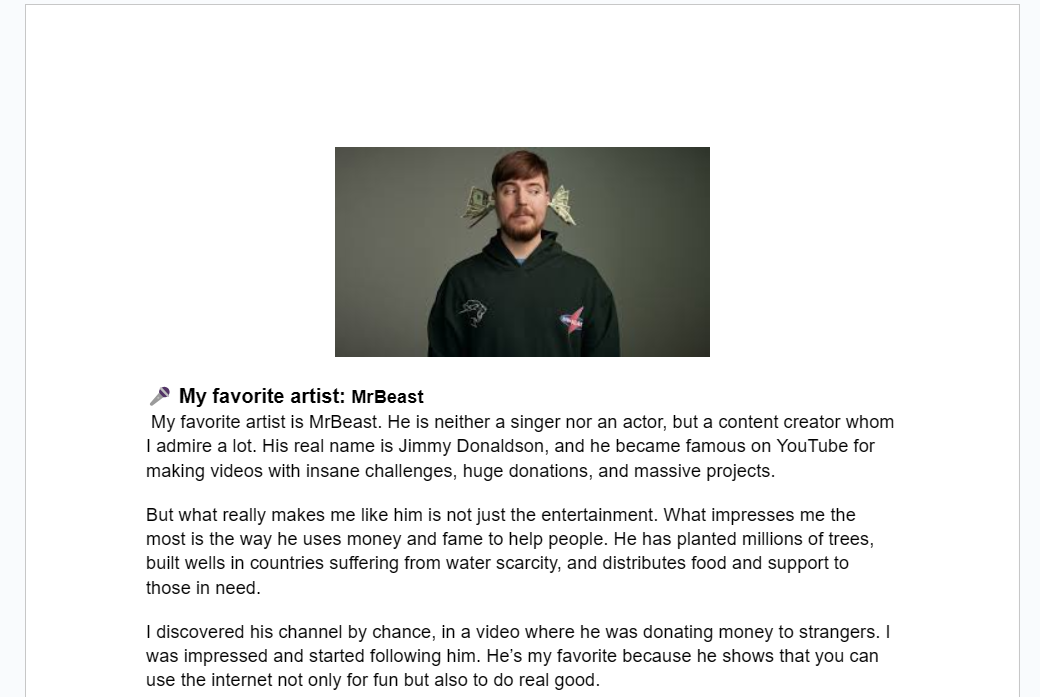 🎤 My favorite artist: MrBeast
My favorite artist is MrBeast. He is neither a singer nor an actor, but a content creator whom
I admire a lot. His real name is Jimmy Donaldson, and he became famous on YouTube for
making videos with insane challenges, huge donations, and massive projects.
But what really makes me like him is not just the entertainment. What impresses me the
most is the way he uses money and fame to help people. He has planted millions of trees,
built wells in countries suffering from water scarcity, and distributes food and support to
those in need.
I discovered his channel by chance, in a video where he was donating money to strangers. I
was impressed and started following him. He’s my favorite because he shows that you can
use the internet not only for fun but also to do real good.